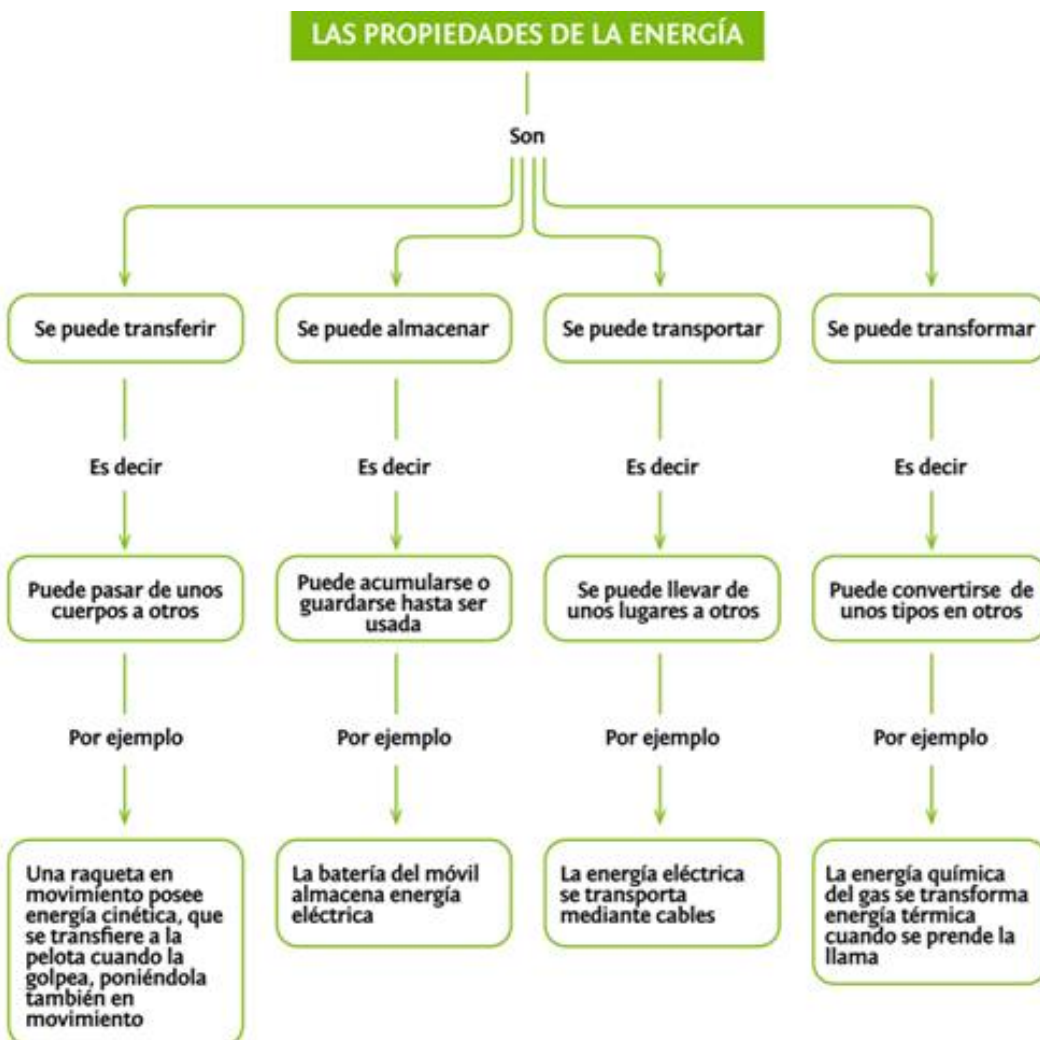 LAS PROPIEDADES DE LA ENERGÍA
Son
Se puede transferir
Se puede almacenar
Se puede transportar
Se puede transformar
Es decir
Es decir
Es decir
Es decir
Puede pasar de unos
cuerpos a otros
Puede acumularse o
guardarse hasta ser
usada
Se puede llevar de
unos lugares a otros
Puede convertirse de
unos tipos en otros
Por ejemplo
Por ejemplo
Por ejemplo
Por ejemplo
Una raqueta en
movimiento posee
energía cinética, que
se transfiere a la
pelota cuando la
golpea, poniéndola
también en
movimiento
La batería del móvil
almacena energía
eléctrica
La energía eléctrica
se transporta
mediante cables
La energía química
del gas se transforma
energía térmica
cuando se prende la
llama